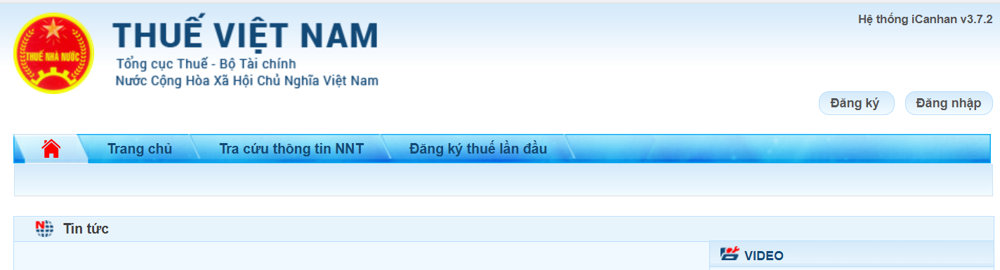 Hệ thống iCanhan v3.7.2
THUẾ NHÀ NƯỚC
THUẾ VIỆT NAM
Tổng cục Thuế - Bộ Tài chính
Nước Cộng Hòa Xã Hội Chủ Nghĩa Việt Nam
Đăng ký Đăng nhập
Trang chủ Tra cứu thông tin NNT Đăng ký thuế lần đầu
N Tin tức
VIDEO